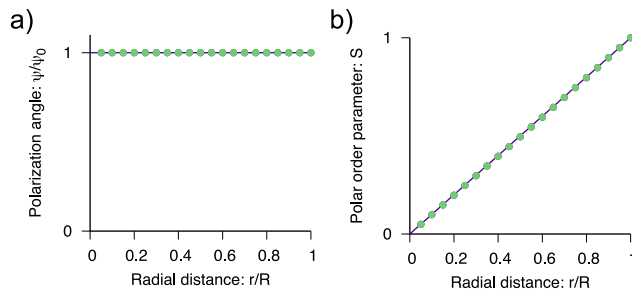 a)
Polarization angle: ψ/ψ0
1
0
0 0.2 0.4 0.6 0.8 1
Radial distance: r/R
b)
Polar order parameter: S
1
0
0 0.2 0.4 0.6 0.8 1
Radial distance: r/R